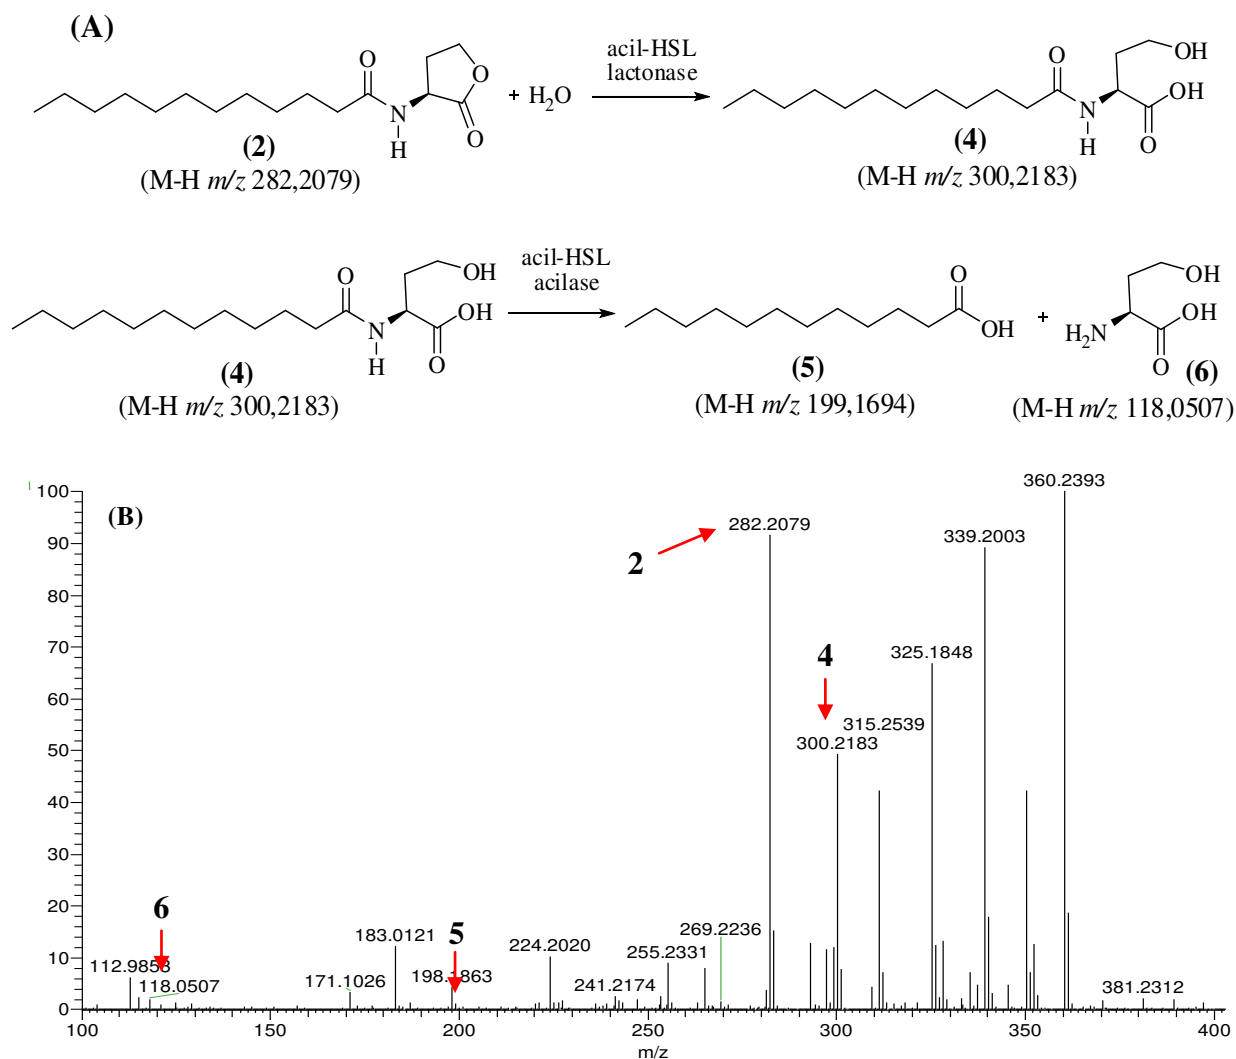 (A)
O
O
N
H
O
(2)
(M-H m/z 282,2079)
+ H2O
acil-HSL
lactonase
OH
O
OH
N
H
O
(4)
(M-H m/z 300,2183)
OH
O
OH
N
H
O
(4)
(M-H m/z 300,2183)
acil-HSL
acilase
O
OH
(5)
(M-H m/z 199,1694)
+
OH
OH
H2N
O
(6)
(M-H m/z 118,0507)
(B)
100
90
80
70
60
50
40
30
20
10
0
360.2393
282.2079
339.2003
2
4
325.1848
315.2539
300.2183
6
5
183.0121
269.2236
224.2020
255.2331
112.9853
171.1026
198.1863
118.0507
241.2174
381.2312
100
150
200
250
300
350
400
m/z